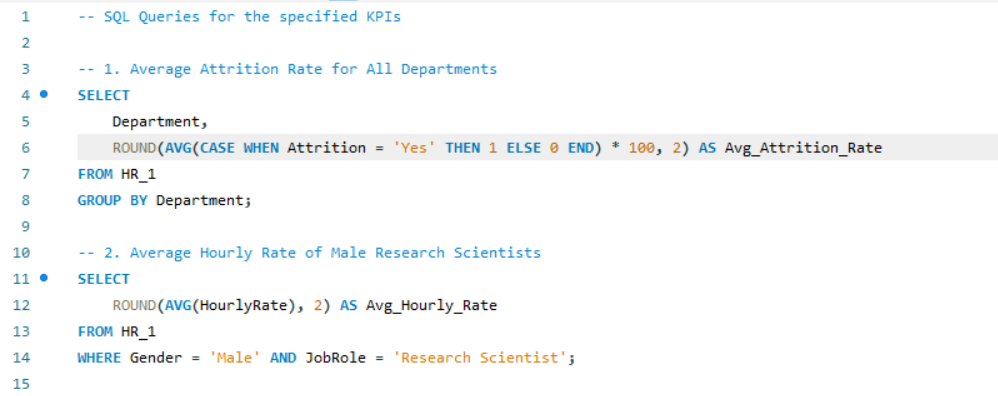 1 -- SQL Queries for the specified KPIs
2
3 -- 1. Average Attrition Rate for All Departments
4 SELECT
5 Department,
6 ROUND(AVG(CASE WHEN Attrition = 'Yes' THEN 1 ELSE 0 END) * 100, 2) AS Avg_Attrition_Rate
7 FROM HR_1
8 GROUP BY Department;
9
10 -- 2. Average Hourly Rate of Male Research Scientists
11 SELECT
12 ROUND(AVG(HourlyRate), 2) AS Avg_Hourly_Rate
13 FROM HR_1
14 WHERE Gender = 'Male' AND JobRole = 'Research Scientist';
15